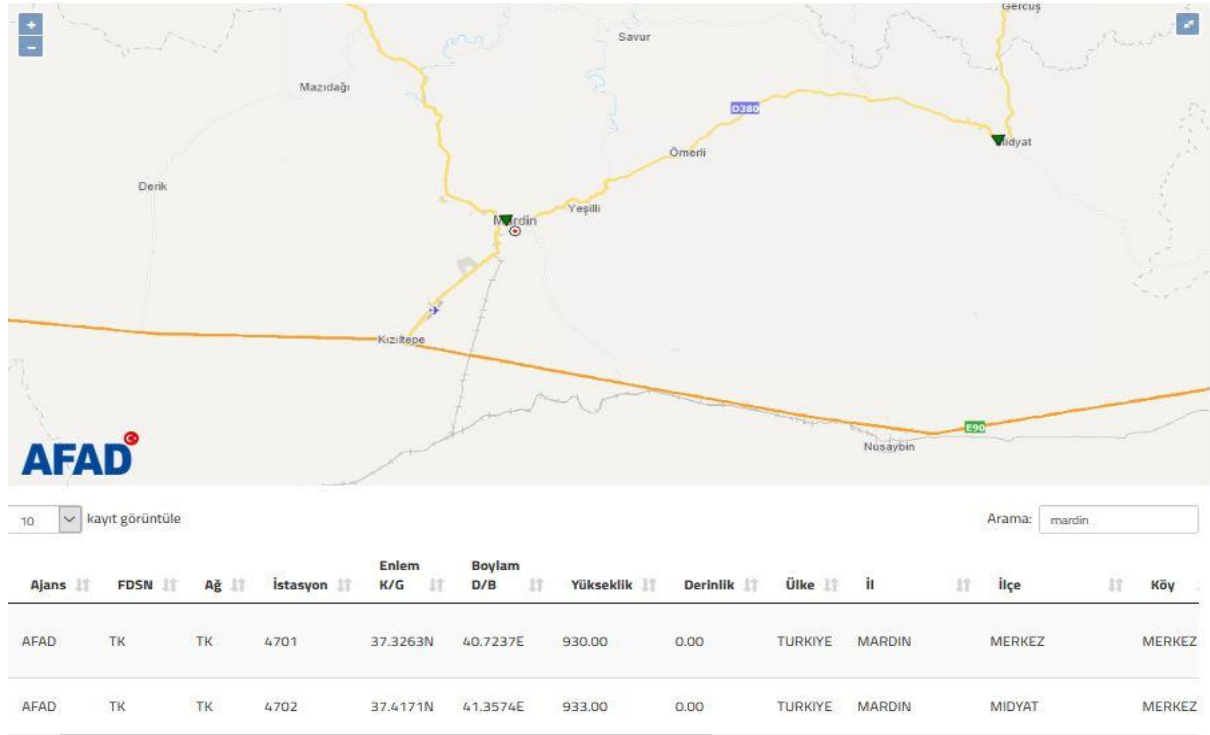 +
Gercuş
−
Savur
Mazıdağı
D380
Ömerli
Derik
Yeşilli
Kızıltepe
E90
Nusaybin
AFAD
10 kayıt görüntüle Arama: mardin
Ajans FDSN Ağ İstasyon Enlem K/G Boylam D/B Yükseklik Derinlik Ülke İl İlçe Köy
AFAD TK TK 4701 37.3263N 40.7237E 930.00 0.00 TURKIYE MARDIN MERKEZ MERKEZ
AFAD TK TK 4702 37.4171N 41.3574E 933.00 0.00 TURKIYE MARDIN MIDYAT MERKEZ